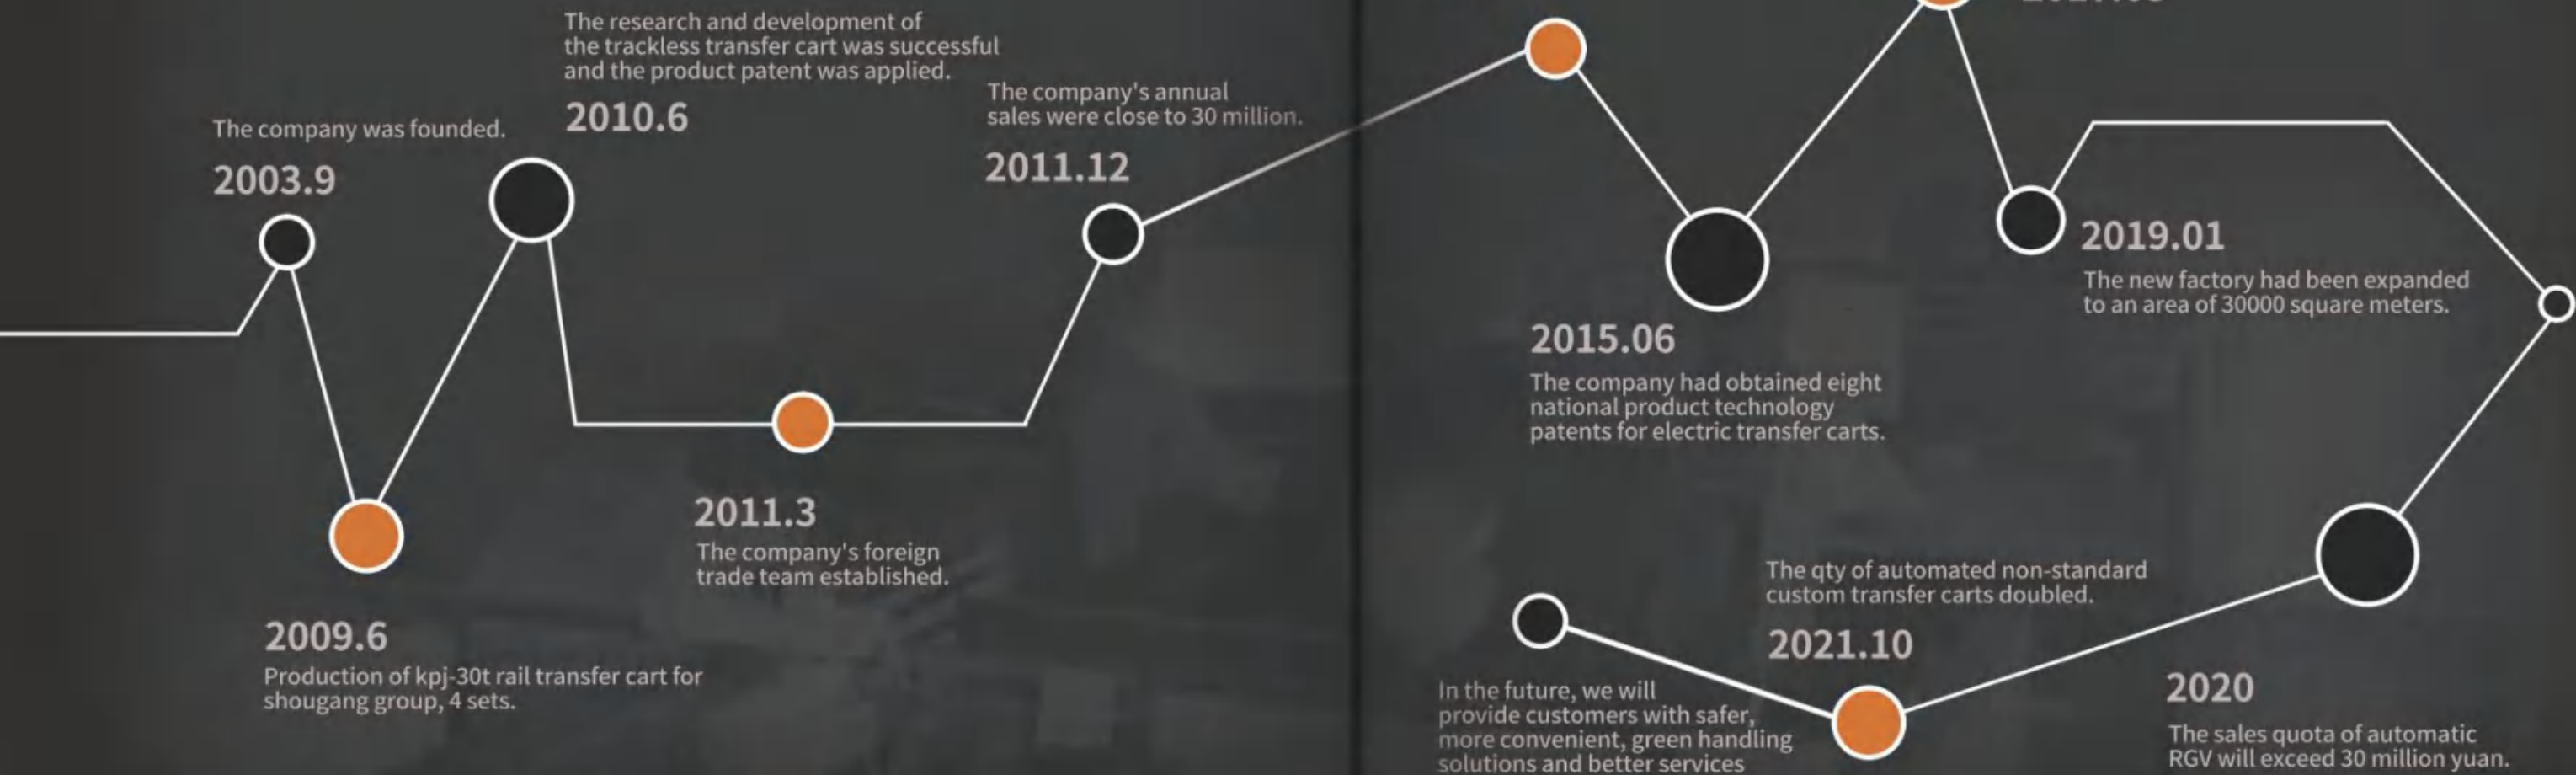 The company was founded.
2003.9
2009.6
Production of kpj-30t rail transfer cart for
shougang group, 4 sets.
The research and development of
the trackless transfer cart was successful
and the product patent was applied.
2010.6
2011.3
The company's foreign
trade team established.
The company's annual
sales were close to 30 million.
2011.12
2015.06
The company had obtained eight
national product technology
patents for electric transfer carts.
2019.01
The new factory had been expanded
to an area of 30000 square meters.
2020
The sales quota of automatic
RGV will exceed 30 million yuan.
The qty of automated non-standard
custom transfer carts doubled.
2021.10
In the future, we will
provide customers with safer,
more convenient, green handling
solutions and better services